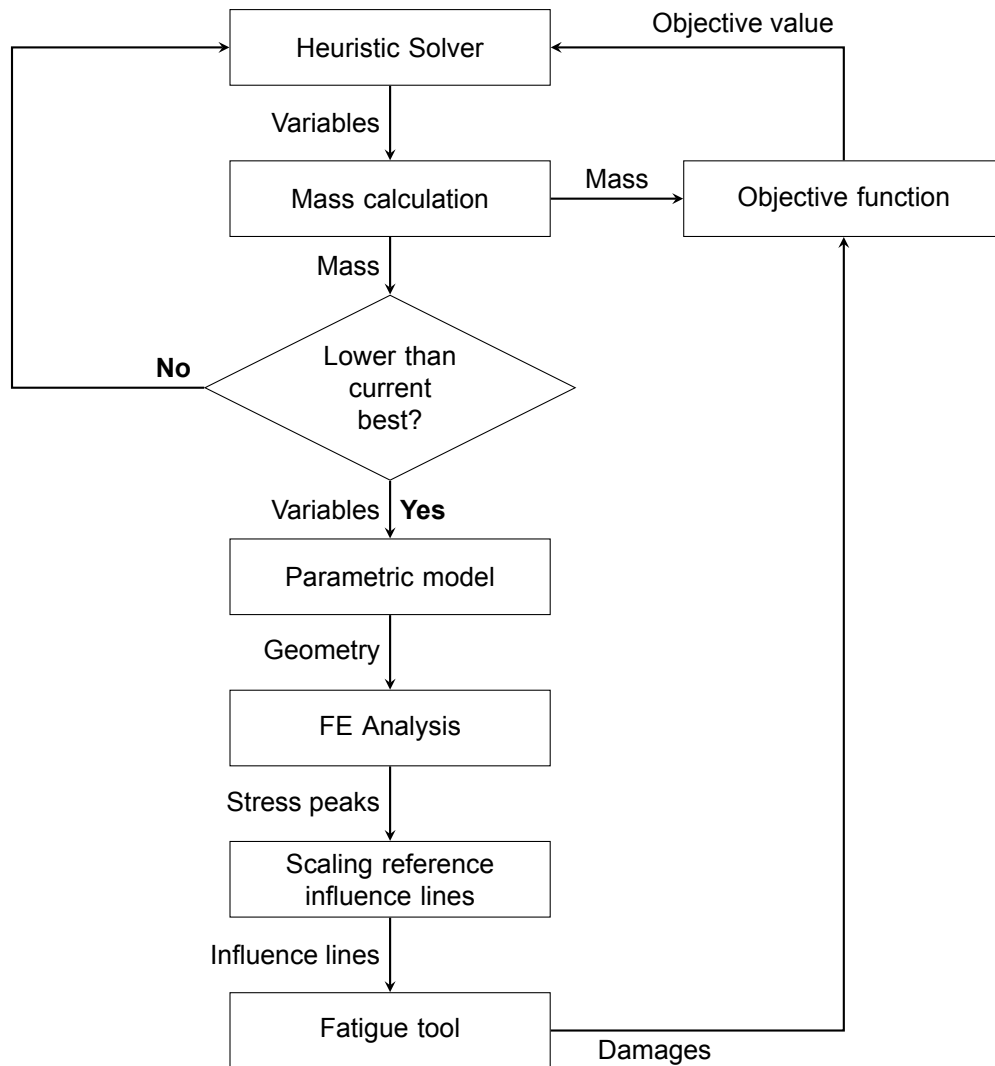 Objective value
Heuristic Solver
Variables
Mass calculation
Mass
Objective function
Mass
No
Lower than
current
best?
Variables
Yes
Parametric model
Geometry
FE Analysis
Stress peaks
Scaling reference
influence lines
Influence lines
Fatigue tool
Damages